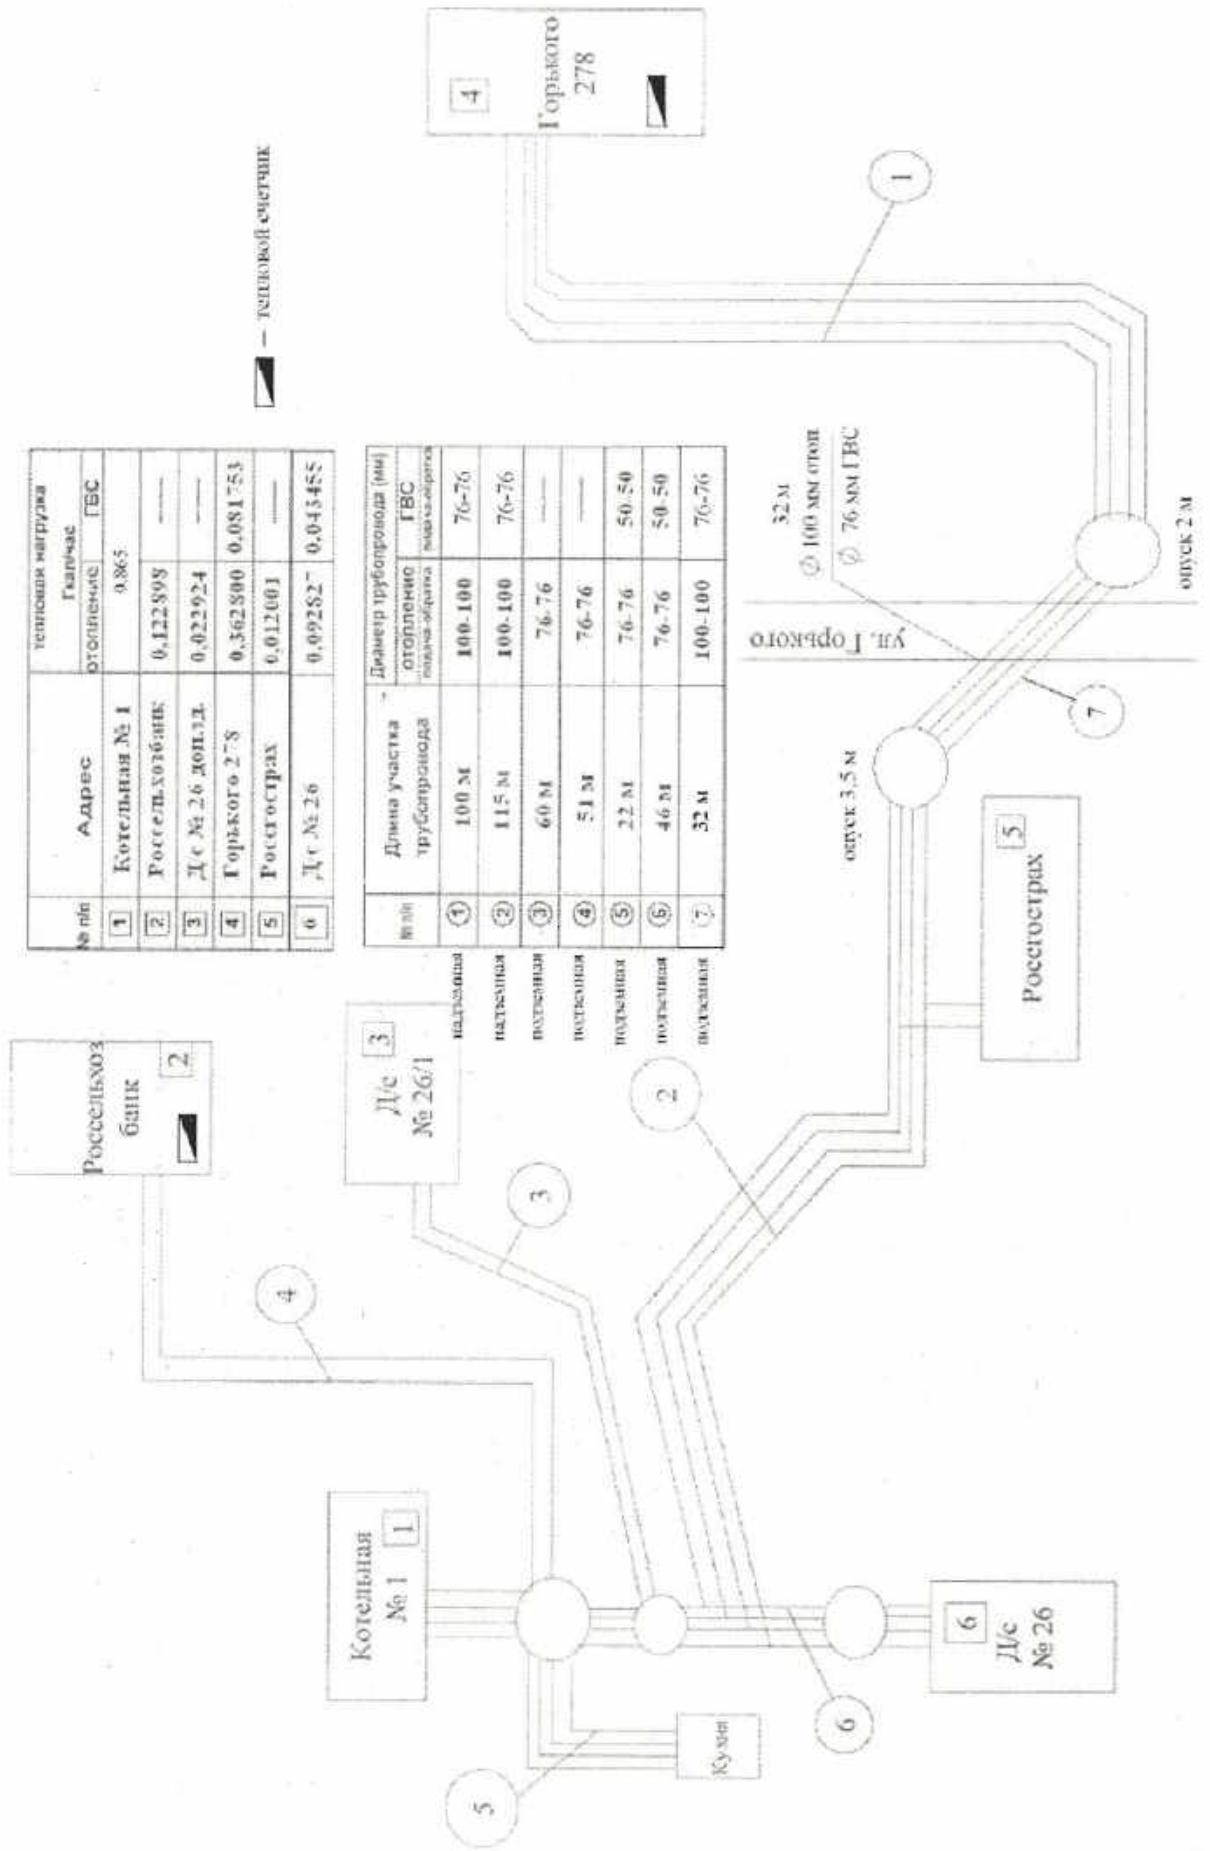 № п/п Адрес тепловая нагрузка Гкал/час
отопление ГВС
1 Котельная № 1 0,865
2 Россельхозбанк 0,122898 —
3 Д/с № 26 0,022924 —
4 Горького 278 0,362800 0,081753
5 Россгострах 0,012001 —
6 Д/с № 26 0,092827 0,043455
— тепловой счетчик
№ п/п Длина участка трубопровода Диаметр трубопровода (мм)
отопление подача-обратка ГВС подача-обратка
надземная 1 100 м 100-100 76-76
надземная 2 115 м 100-100 76-76
подземная 3 60 м 76-76 —
подземная 4 51 м 76-76 —
подземная 5 22 м 76-76 50-50
подземная 6 46 м 76-76 50-50
подземная 7 32 м 100-100 76-76
Россельхоз
банк
2
Д/с
№ 26/1
3
4
Горького
278
Котельная
№ 1
1
4
3
2
1
32 м
Ø 100 мм отоп
Ø 76 мм ГВС
ул. Горького
опуск 3,5 м
опуск 2 м
7
5
Россгострах
5
Кухня
6
6
Д/с
№ 26